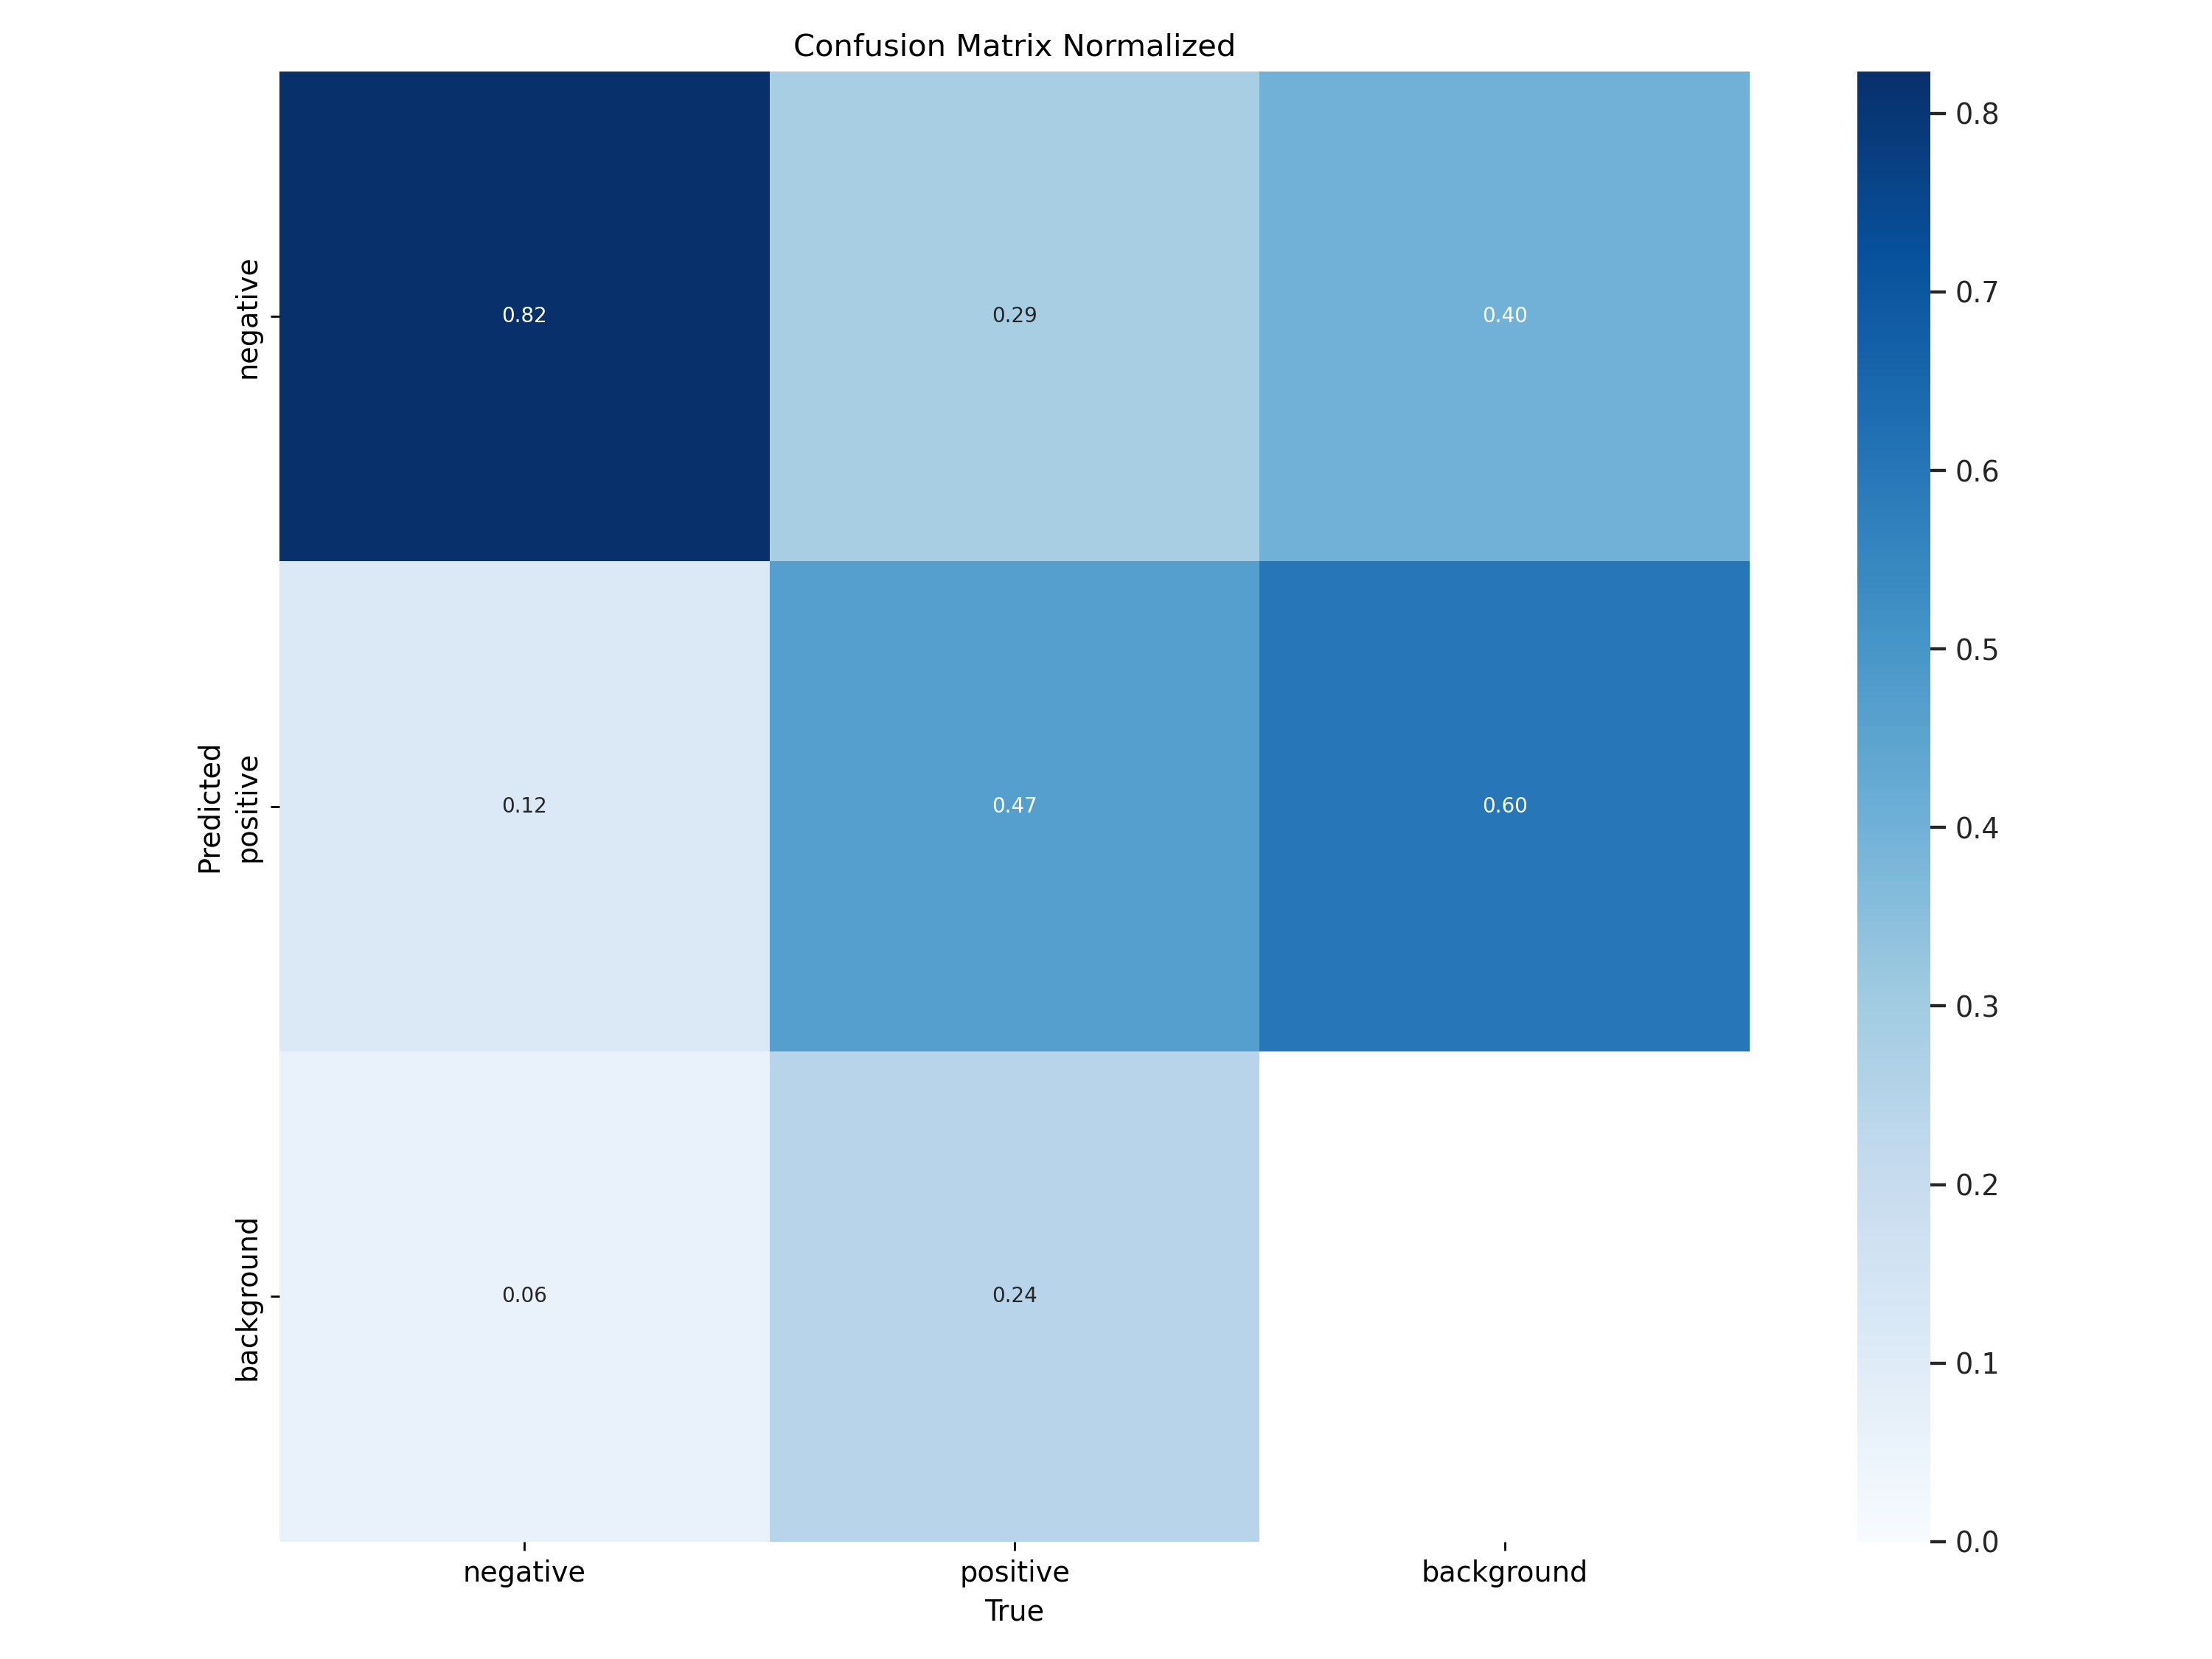 Confusion Matrix Normalized
negative
0.82
0.29
0.40
Predicted
positive
0.12
0.47
0.60
background
0.06
0.24
negative
positive
background
True
0.8
0.7
0.6
0.5
0.4
0.3
0.2
0.1
0.0